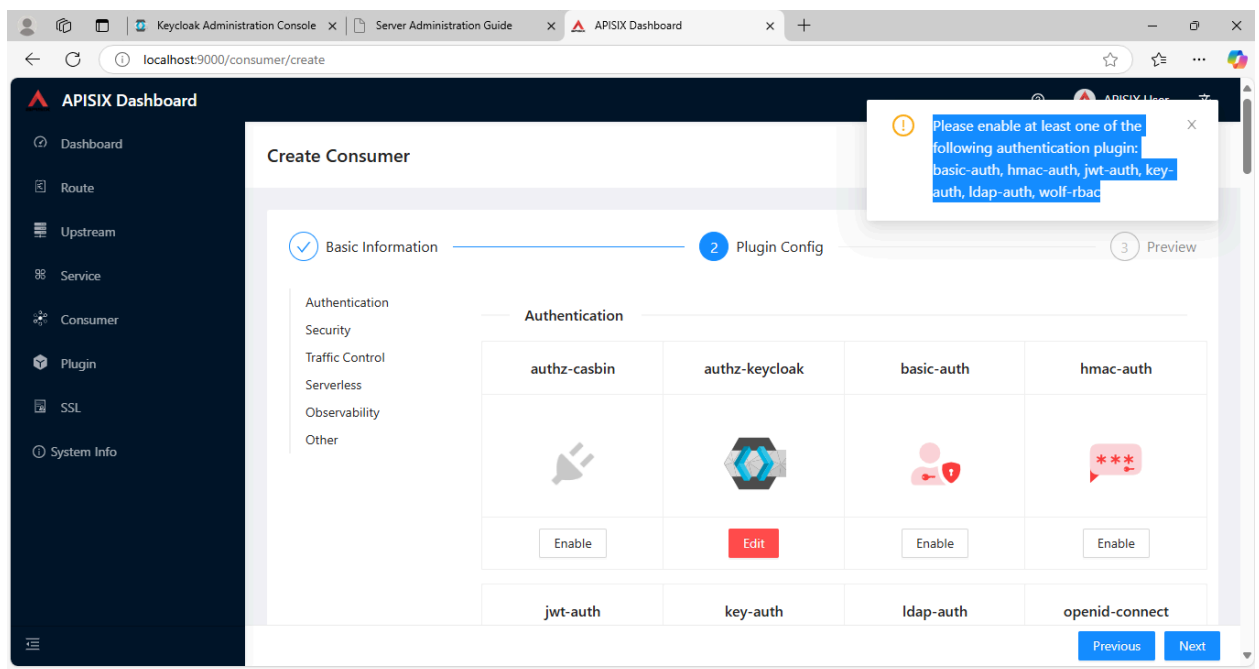 Keycloak Administration Console
Server Administration Guide
APISIX Dashboard
localhost:9000/consumer/create
APISIX Dashboard
APISIX User
Please enable at least one of the
following authentication plugin:
basic-auth, hmac-auth, jwt-auth, key-
auth, ldap-auth, wolf-rbac
Dashboard
Route
Upstream
Service
Consumer
Plugin
SSL
System Info
Create Consumer
Basic Information
2 Plugin Config
3 Preview
Authentication
Security
Traffic Control
Serverless
Observability
Other
Authentication
authz-casbin
authz-keycloak
basic-auth
hmac-auth
***
Enable
Edit
Enable
Enable
jwt-auth
key-auth
ldap-auth
openid-connect
Previous
Next